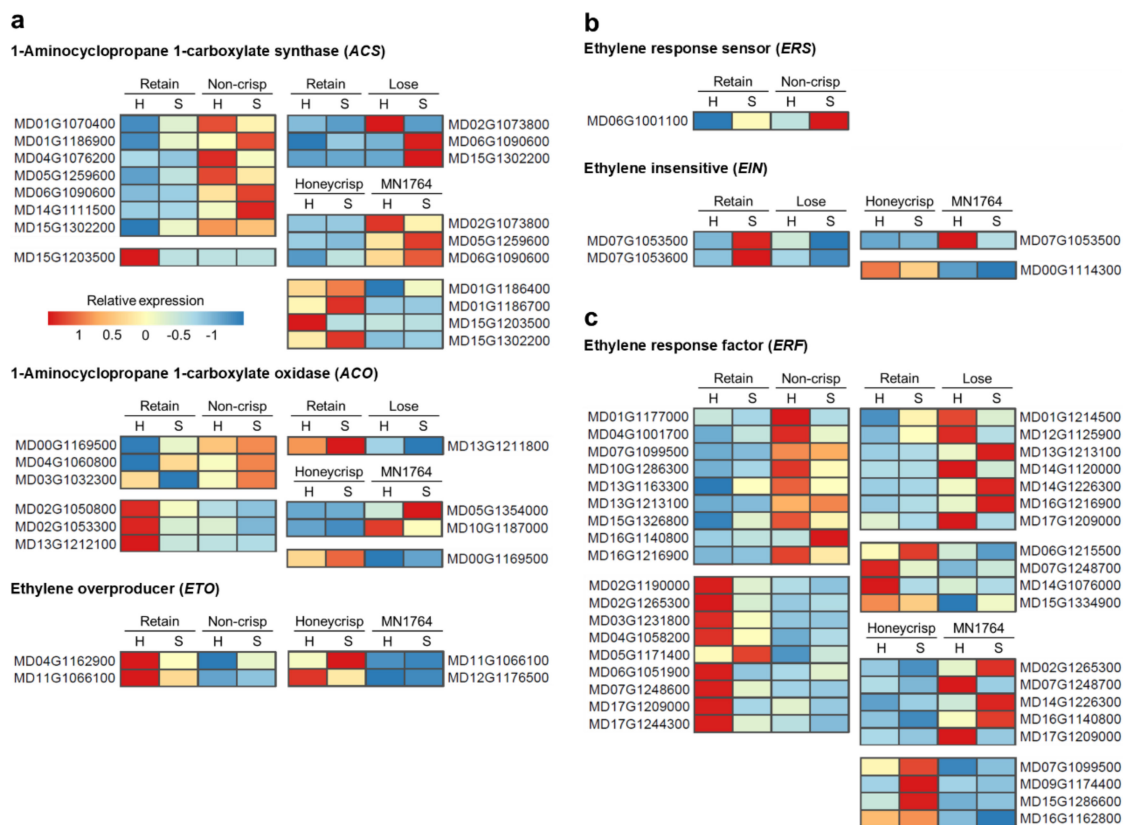 a
1-Aminocyclopropane 1-carboxylate synthase (ACS)
Retain Non-crisp
H S H S
MD01G1070400
MD01G1186900
MD04G1076200
MD05G1259600
MD06G1090600
MD14G1111500
MD15G1302200
MD15G1203500
Relative expression
1 0.5 0 -0.5 -1
Retain Lose
H S H S
MD02G1073800
MD06G1090600
MD15G1302200
Honeycrisp MN1764
H S H S
MD02G1073800
MD05G1259600
MD06G1090600
MD01G1186400
MD01G1186700
MD15G1203500
MD15G1302200
1-Aminocyclopropane 1-carboxylate oxidase (ACO)
Retain Non-crisp
H S H S
MD00G1169500
MD04G1060800
MD03G1032300
MD02G1050800
MD02G1053300
MD13G1212100
Retain Lose
H S H S
MD13G1211800
Honeycrisp MN1764
H S H S
MD05G1354000
MD10G1187000
MD00G1169500
Ethylene overproducer (ETO)
Retain Non-crisp
H S H S
MD04G1162900
MD11G1066100
Honeycrisp MN1764
H S H S
MD11G1066100
MD12G1176500
b
Ethylene response sensor (ERS)
Retain Non-crisp
H S H S
MD06G1001100
Ethylene insensitive (EIN)
Retain Lose
H S H S
MD07G1053500
MD07G1053600
Honeycrisp MN1764
H S H S
MD07G1053500
MD00G1114300
c
Ethylene response factor (ERF)
Retain Non-crisp
H S H S
MD01G1177000
MD04G1001700
MD07G1099500
MD10G1286300
MD13G1163300
MD13G1213100
MD15G1326800
MD16G1140800
MD16G1216900
MD02G1190000
MD02G1265300
MD03G1231800
MD04G1058200
MD05G1171400
MD06G1051900
MD07G1248600
MD17G1209000
MD17G1244300
Retain Lose
H S H S
MD01G1214500
MD12G1125900
MD13G1213100
MD14G1120000
MD14G1226300
MD16G1216900
MD17G1209000
MD06G1215500
MD07G1248700
MD14G1076000
MD15G1334900
Honeycrisp MN1764
H S H S
MD02G1265300
MD07G1248700
MD14G1226300
MD16G1140800
MD17G1209000
MD07G1099500
MD09G1174400
MD15G1286600
MD16G1162800